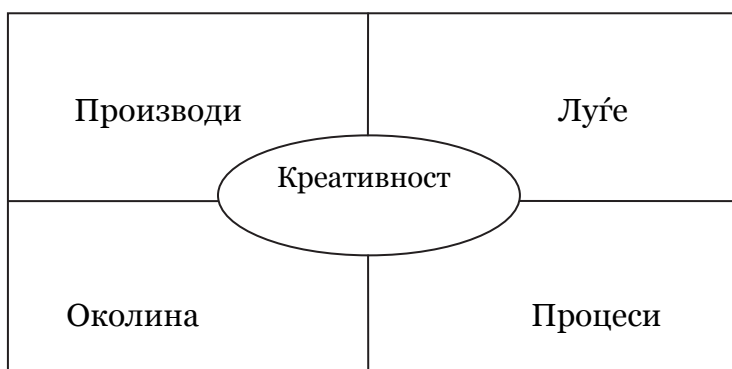 Производи
Луѓе
Креативност
Околина
Процеси